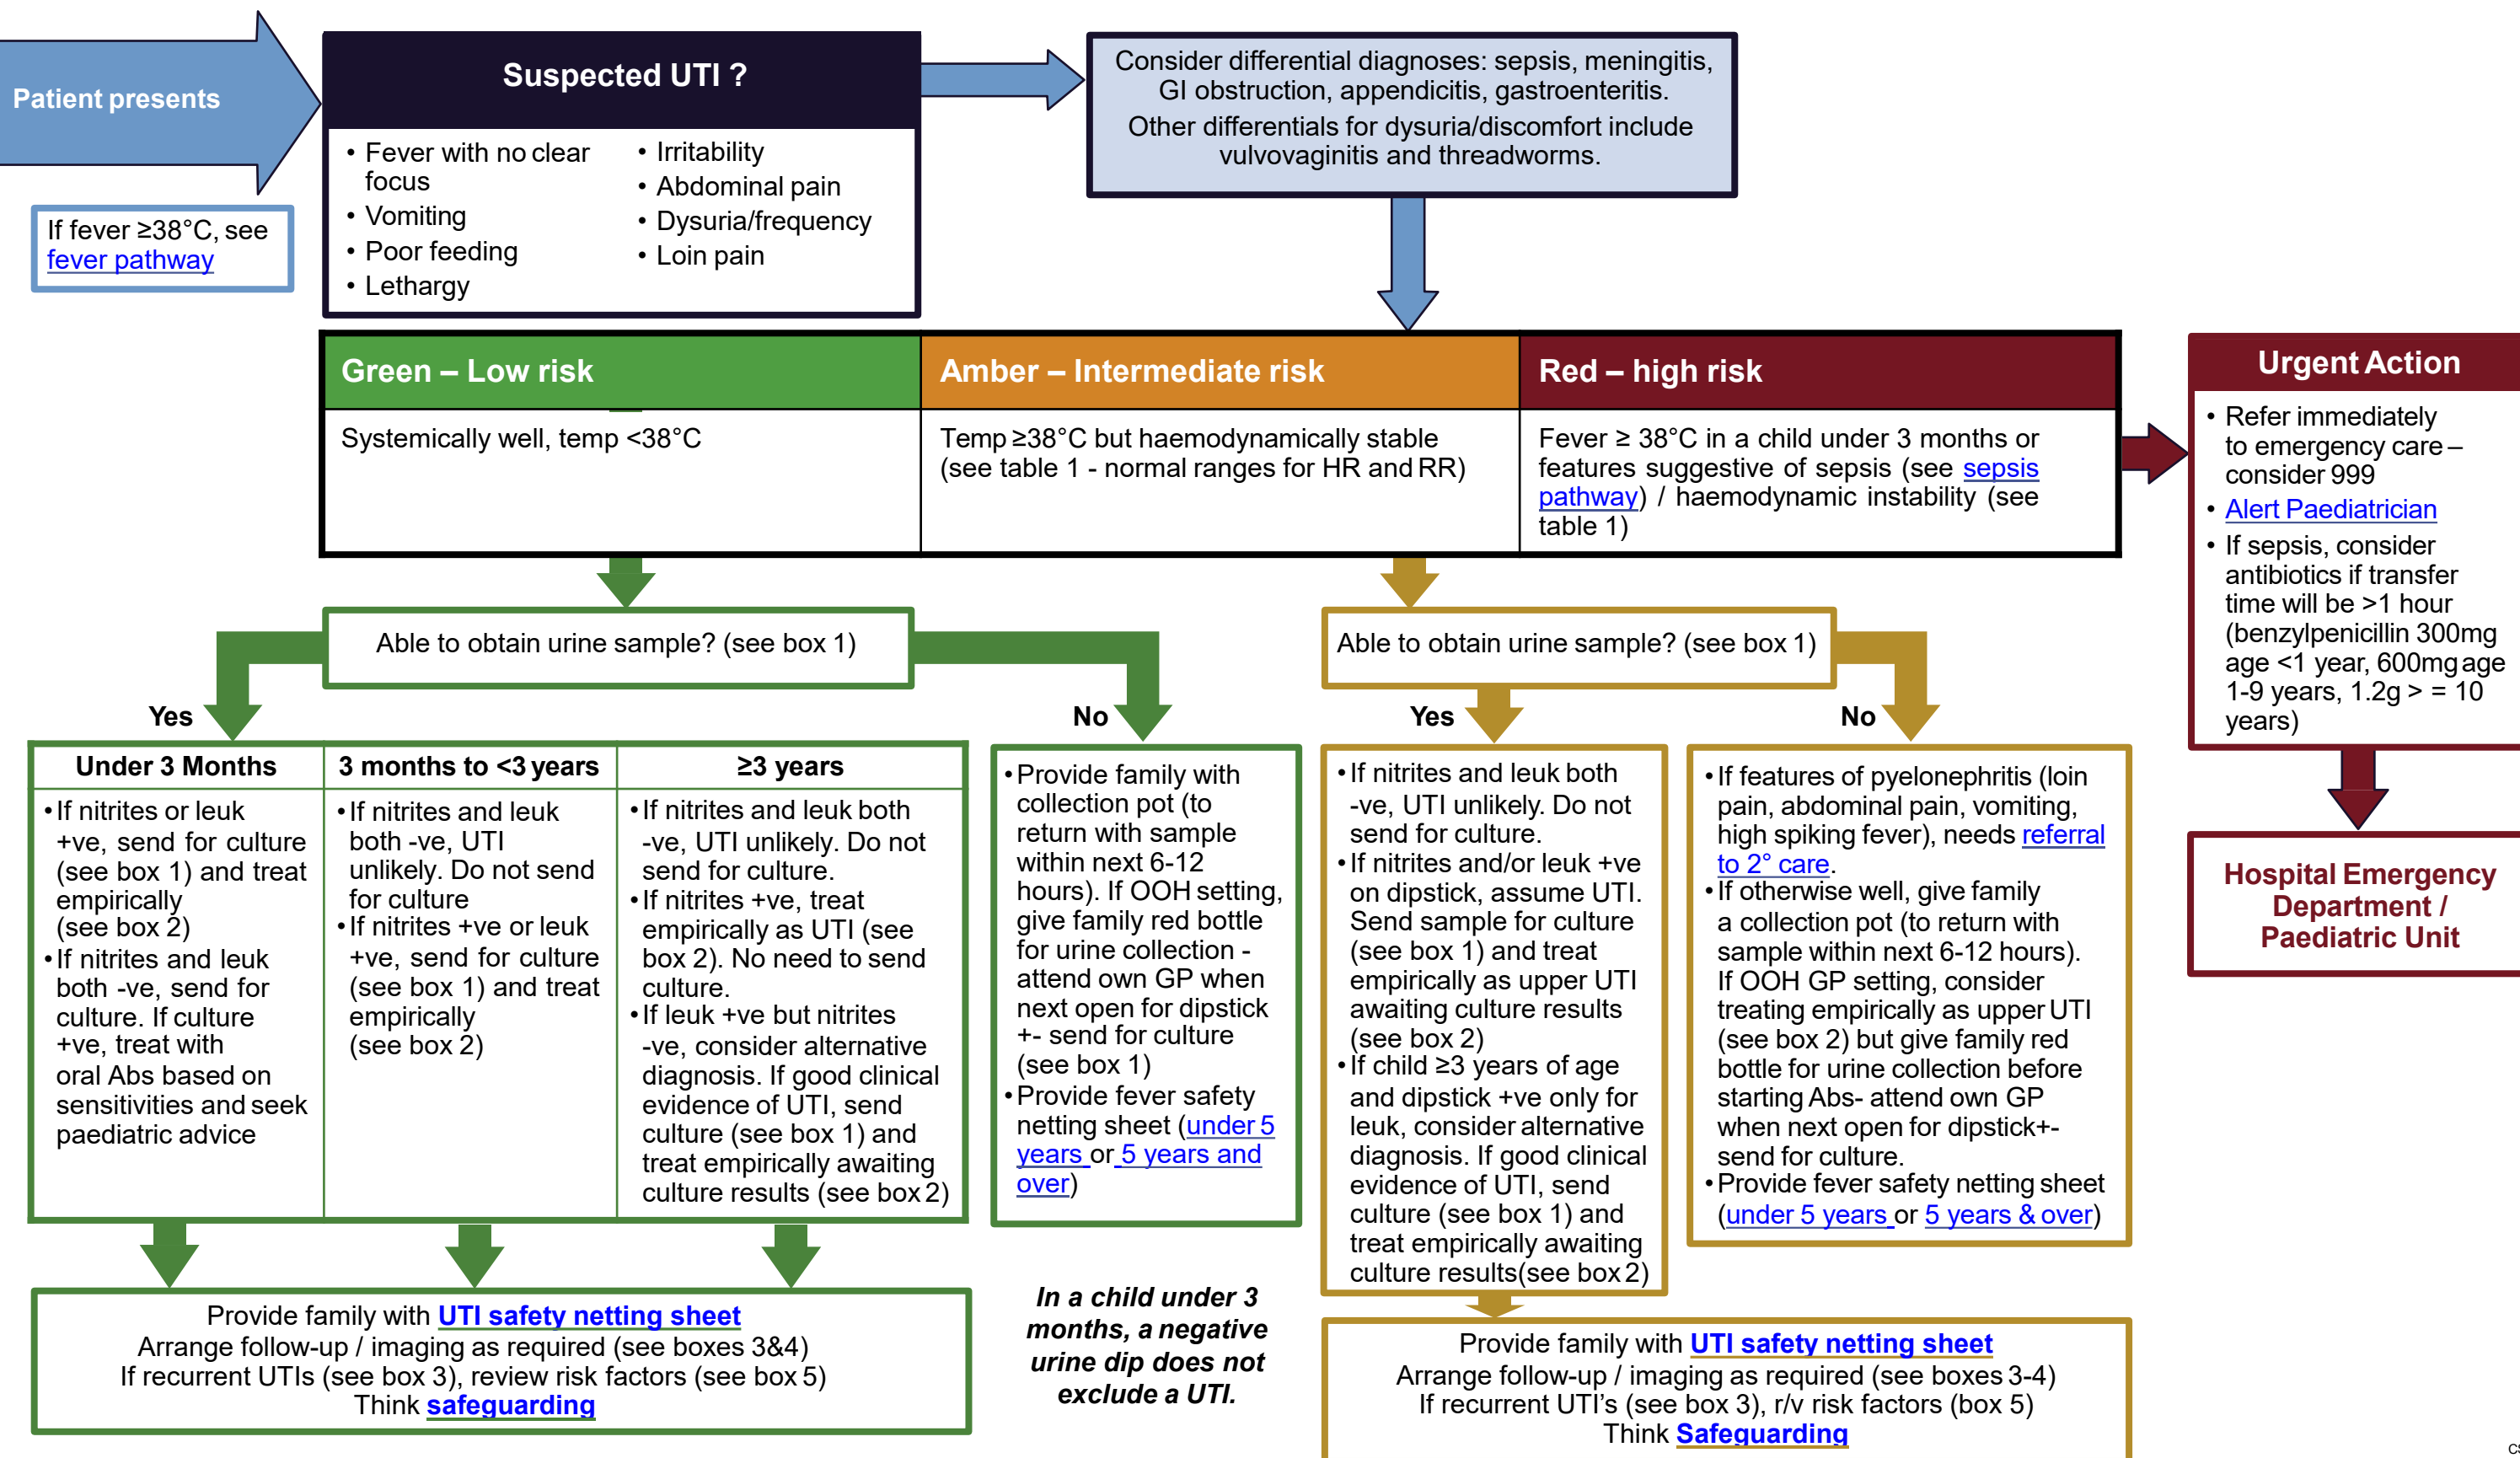 Patient presents
If fever ≥38°C, see
fever pathway
Suspected UTI ?
• Fever with no clear
focus
• Vomiting
• Poor feeding
• Lethargy
• Irritability
• Abdominal pain
• Dysuria/frequency
• Loin pain
Consider differential diagnoses: sepsis, meningitis,
GI obstruction, appendicitis, gastroenteritis.
Other differentials for dysuria/discomfort include
vulvovaginitis and threadworms.
Green – Low risk
Systemically well, temp <38°C
Amber – Intermediate risk
Temp ≥38°C but haemodynamically stable
(see table 1 - normal ranges for HR and RR)
Red – high risk
Fever ≥ 38°C in a child under 3 months or
features suggestive of sepsis (see sepsis
pathway) / haemodynamic instability (see
table 1)
Urgent Action
• Refer immediately
to emergency care –
consider 999
• Alert Paediatrician
• If sepsis, consider
antibiotics if transfer
time will be >1 hour
(benzylpenicillin 300mg
age <1 year, 600mg age
1-9 years, 1.2g > = 10
years)
Hospital Emergency
Department /
Paediatric Unit
Able to obtain urine sample? (see box 1)
Yes
No
Under 3 Months
• If nitrites or leuk
+ve, send for culture
(see box 1) and treat
empirically
(see box 2)
• If nitrites and leuk
both -ve, send for
culture. If culture
+ve, treat with
oral Abs based on
sensitivities and seek
paediatric advice
3 months to <3 years
• If nitrites and leuk
both -ve, UTI
unlikely. Do not send
for culture
• If nitrites +ve or leuk
+ve, send for culture
(see box 1) and treat
empirically
(see box 2)
≥3 years
• If nitrites and leuk both
-ve, UTI unlikely. Do not
send for culture.
• If nitrites +ve, treat
empirically as UTI (see
box 2). No need to send
culture.
• If leuk +ve but nitrites
-ve, consider alternative
diagnosis. If good clinical
evidence of UTI, send
culture (see box 1) and
treat empirically awaiting
culture results (see box 2)
• Provide family with
collection pot (to
return with sample
within next 6-12
hours). If OOH setting,
give family red bottle
for urine collection -
attend own GP when
next open for dipstick
+- send for culture
(see box 1)
• Provide fever safety
netting sheet (under 5
years or 5 years and
over)
Able to obtain urine sample? (see box 1)
Yes
No
• If nitrites and leuk both
-ve, UTI unlikely. Do not
send for culture.
• If nitrites and/or leuk +ve
on dipstick, assume UTI.
Send sample for culture
(see box 1) and treat
empirically as upper UTI
awaiting culture results
(see box 2)
• If child ≥3 years of age
and dipstick +ve only for
leuk, consider alternative
diagnosis. If good clinical
evidence of UTI, send
culture (see box 1) and
treat empirically awaiting
culture results(see box 2)
• If features of pyelonephritis (loin
pain, abdominal pain, vomiting,
high spiking fever), needs referral
to 2° care.
• If otherwise well, give family
a collection pot (to return with
sample within next 6-12 hours).
If OOH GP setting, consider
treating empirically as upper UTI
(see box 2) but give family red
bottle for urine collection before
starting Abs- attend own GP
when next open for dipstick+-
send for culture.
• Provide fever safety netting sheet
(under 5 years or 5 years & over)
Provide family with UTI safety netting sheet
Arrange follow-up / imaging as required (see boxes 3&4)
If recurrent UTIs (see box 3), review risk factors (see box 5)
Think safeguarding
In a child under 3
months, a negative
urine dip does not
exclude a UTI.
Provide family with UTI safety netting sheet
Arrange follow-up / imaging as required (see boxes 3-4)
If recurrent UTI's (see box 3), r/v risk factors (box 5)
Think Safeguarding